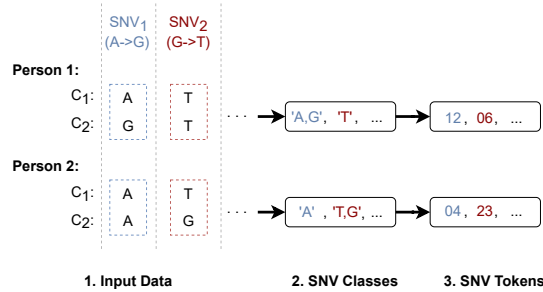 SNV1 SNV2
(A->G) (G->T)
Person 1:
C1: A T
C2: G T
. . . 'A,G', 'T', ... 12, 06, ...
Person 2:
C1: A T
C2: A G
. . . 'A' , 'T,G', ... 04, 23, ...
1. Input Data 2. SNV Classes 3. SNV Tokens